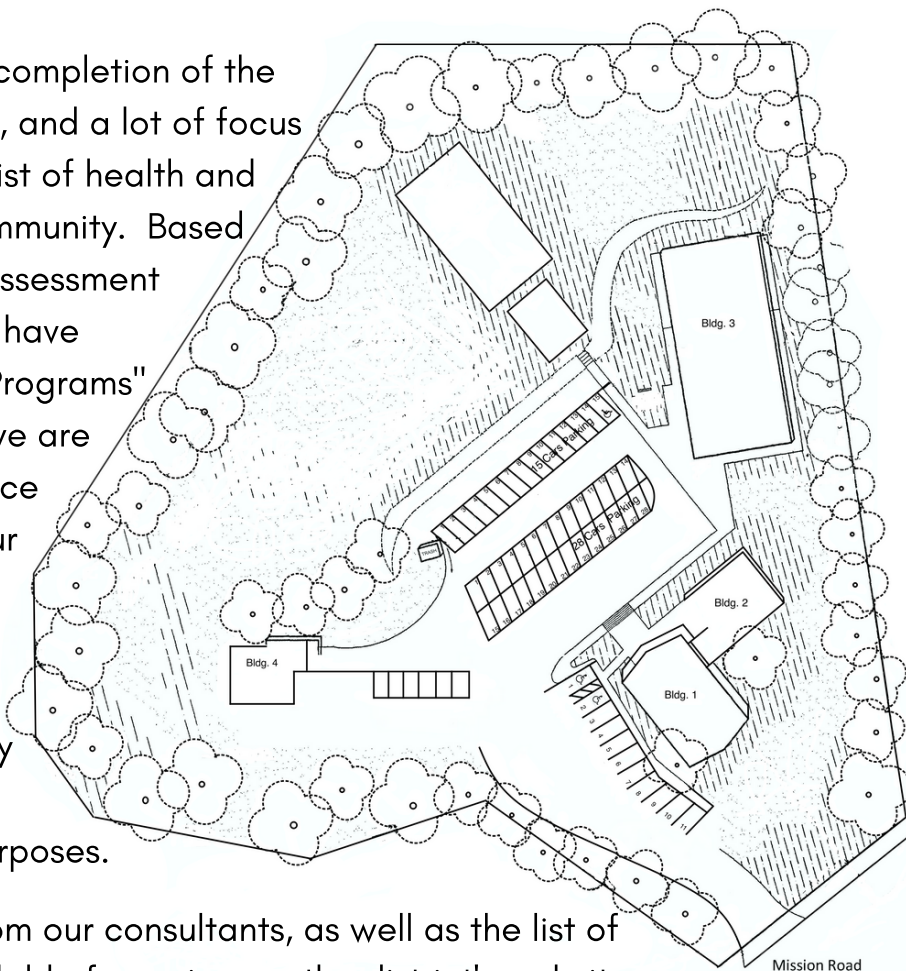 completion of the
, and a lot of focus
ist of health and
mmunity. Based
ssessment
have
Programs"
ve are
ce
ur
y
rposes.
om our consultants, as well as the list of
Bldg. 3
15 Cars Parking
28 Cars Parking
TRASH
Bldg. 2
Bldg. 4
Bldg. 1
Mission Road